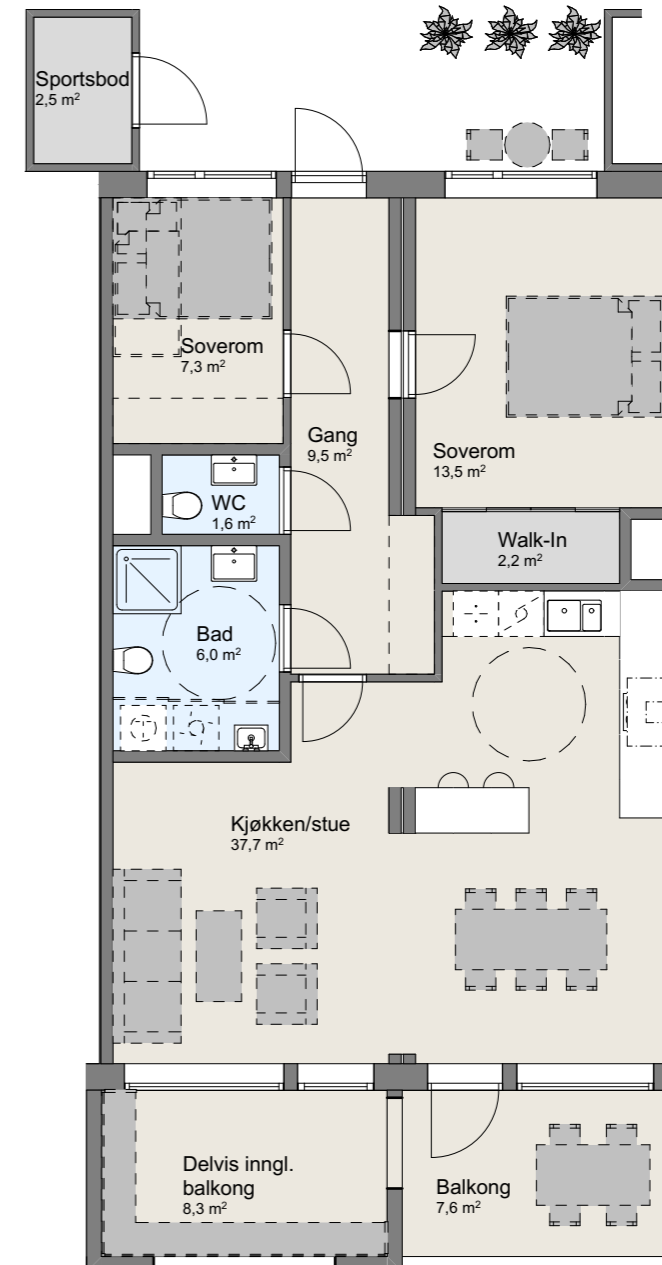 Sportsbod
2,5 m²
Soverom
7,3 m²
Gang
9,5 m²
Soverom
13,5 m²
WC
1,6 m²
Walk-In
2,2 m²
Bad
6,0 m²
Kjøkken/stue
37,7 m²
Delvis inngl.
balkong
8,3 m²
Balkong
7,6 m²